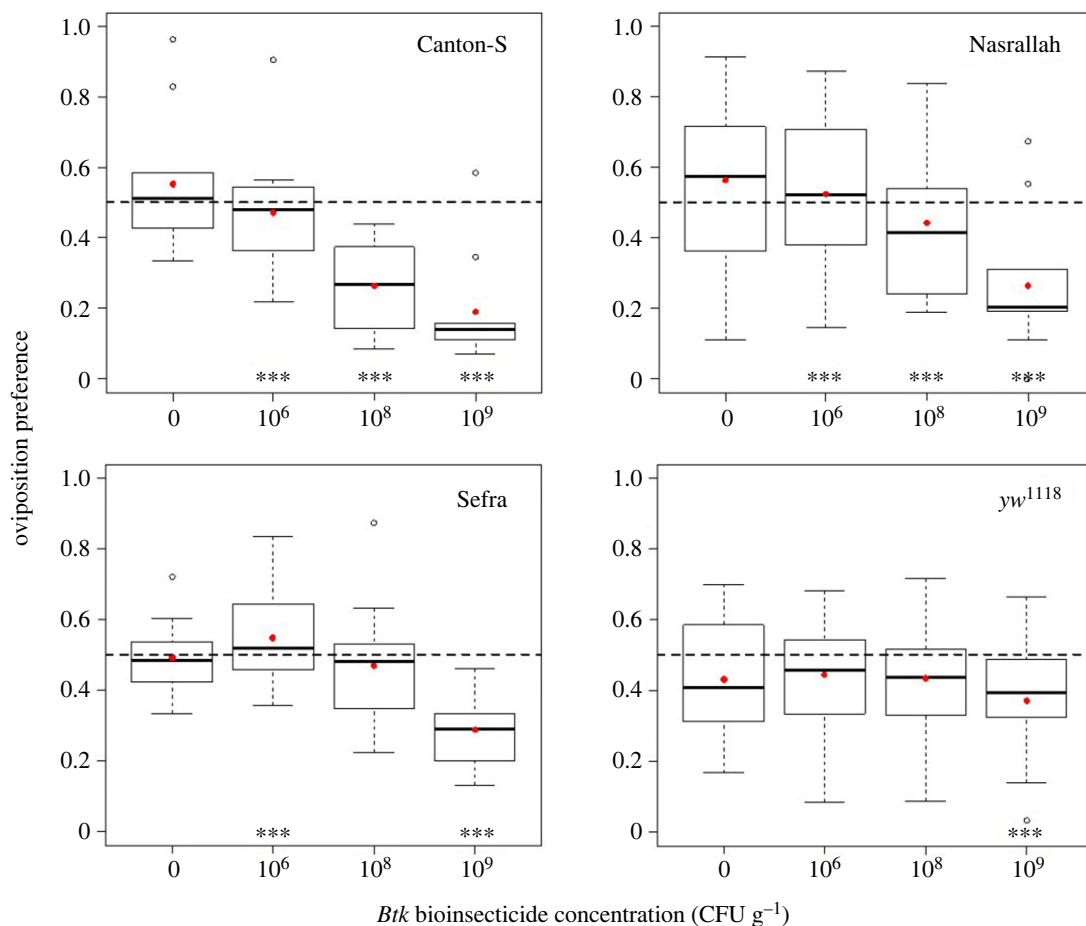 oviposition preference
Canton-S
1.0
0.8
0.6
0.4
0.2
0
*** *** ***
0 10⁶ 10⁸ 10⁹
Nasrallah
1.0
0.8
0.6
0.4
0.2
0
*** *** ***
0 10⁶ 10⁸ 10⁹
Sefra
1.0
0.8
0.6
0.4
0.2
0
*** ***
0 10⁶ 10⁸ 10⁹
yw¹¹¹⁸
1.0
0.8
0.6
0.4
0.2
0
***
0 10⁶ 10⁸ 10⁹
Btk bioinsecticide concentration (CFU g⁻¹)